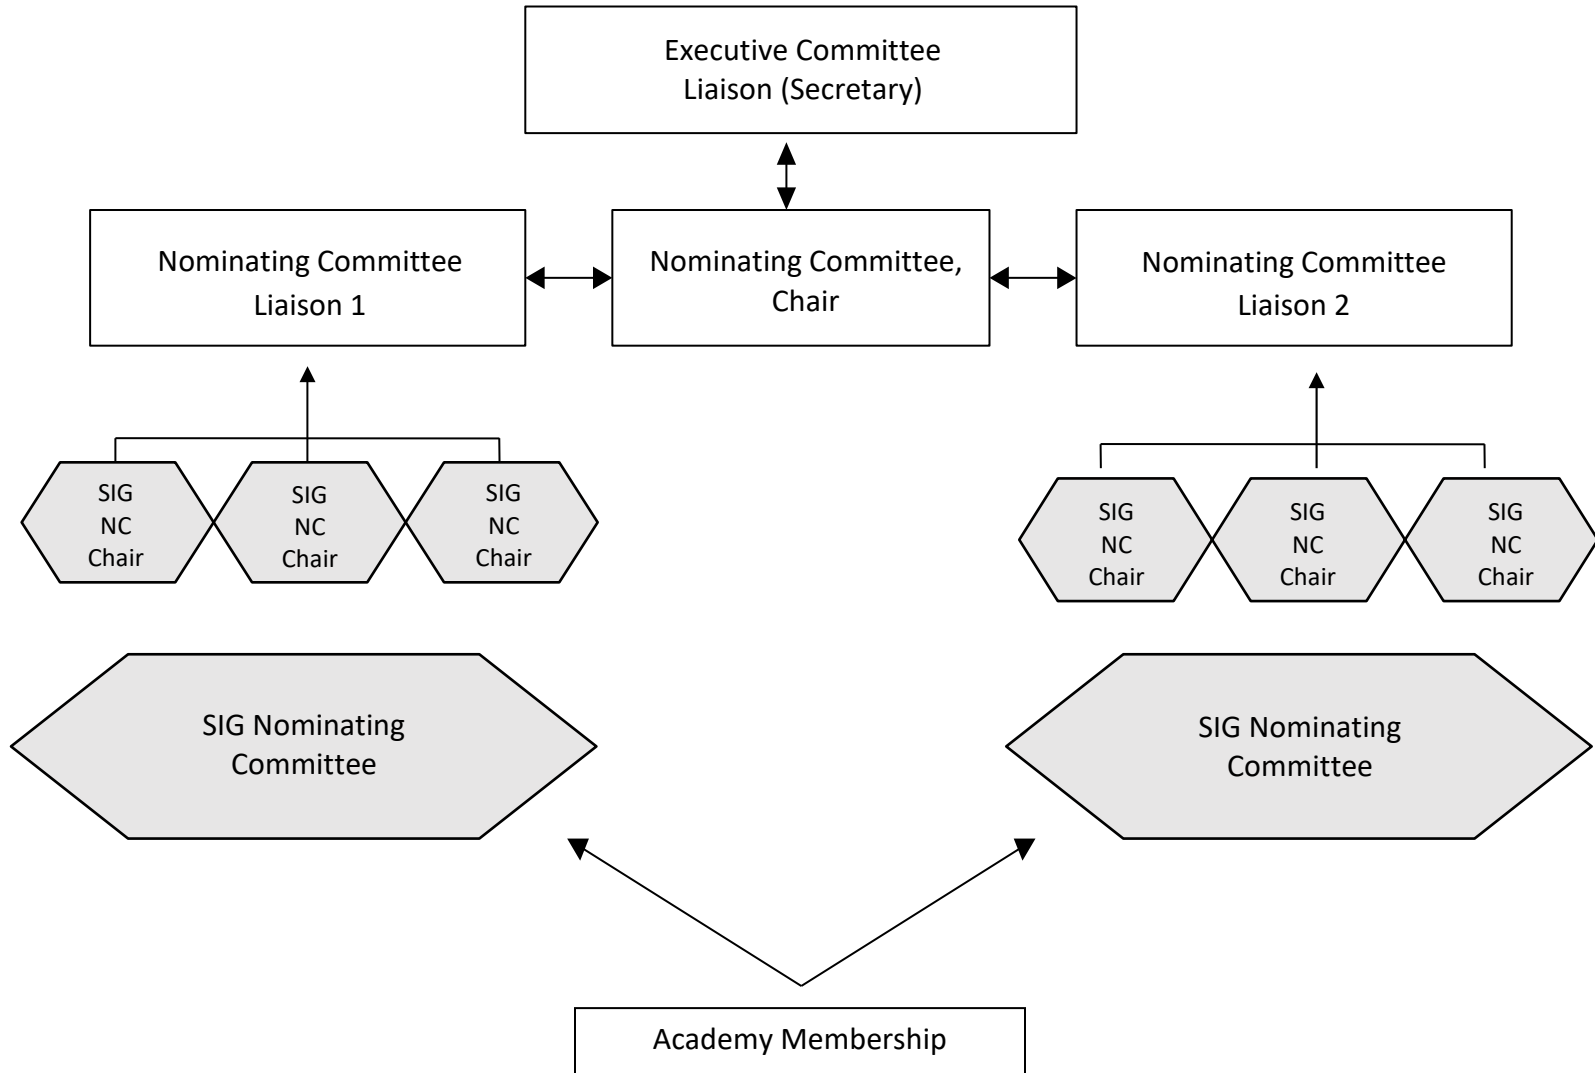 Executive Committee
Liaison (Secretary)
Nominating Committee
Liaison 1
Nominating Committee,
Chair
Nominating Committee
Liaison 2
SIG
NC
Chair
SIG
NC
Chair
SIG
NC
Chair
SIG
NC
Chair
SIG
NC
Chair
SIG
NC
Chair
SIG Nominating
Committee
SIG Nominating
Committee
Academy Membership